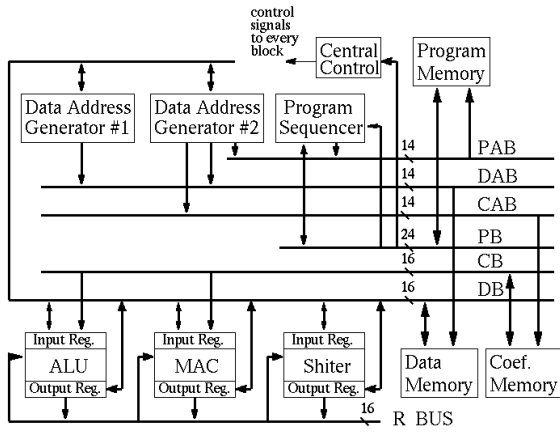 control
signals
to every
block
Central
Control
Program
Memory
Data Address
Generator #1
Data Address
Generator #2
Program
Sequencer
14
PAB
14
DAB
14
CAB
24
PB
16
CB
16
DB
Input Reg.
ALU
Output Reg.
Input Reg.
MAC
Output Reg.
Input Reg.
Shiter
Output Reg.
Data
Memory
Coef.
Memory
16
R BUS